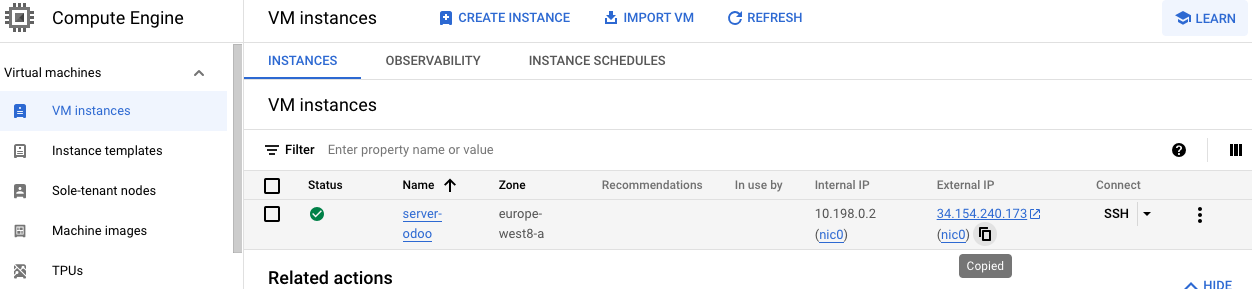 Compute Engine
VM instances
CREATE INSTANCE
IMPORT VM
REFRESH
LEARN
Virtual machines
VM instances
Instance templates
Sole-tenant nodes
Machine images
TPUs
INSTANCES
OBSERVABILITY
INSTANCE SCHEDULES
VM instances
Filter Enter property name or value
Status Name Zone Recommendations In use by Internal IP External IP Connect
server- europe- 10.198.0.2 34.154.240.173 SSH
odoo west8-a (nic0) (nic0)
Copied
Related actions
HIDE